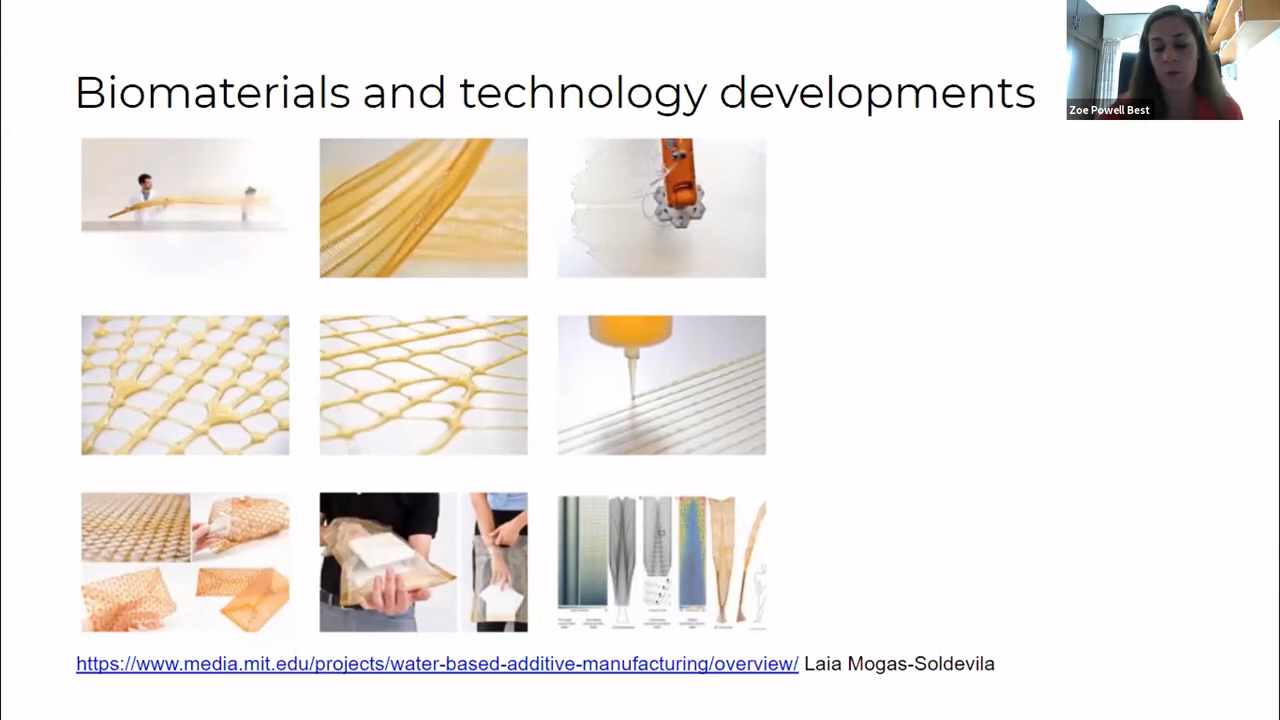 Biomaterials and technology developments
Zoe Powell Best
https://www.media.mit.edu/projects/water-based-additive-manufacturing/overview/ Laia Mogas-Soldevila